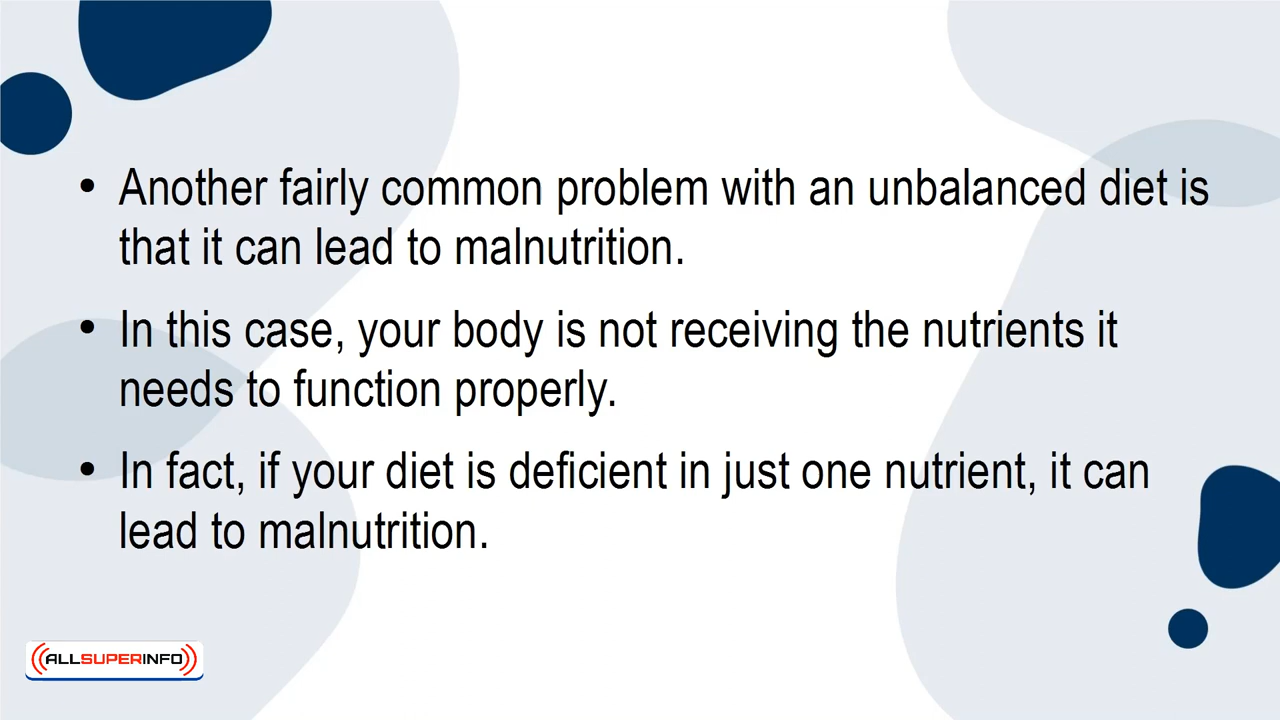 • Another fairly common problem with an unbalanced diet is
that it can lead to malnutrition.
• In this case, your body is not receiving the nutrients it
needs to function properly.
• In fact, if your diet is deficient in just one nutrient, it can
lead to malnutrition.
ALLSUPERINFO